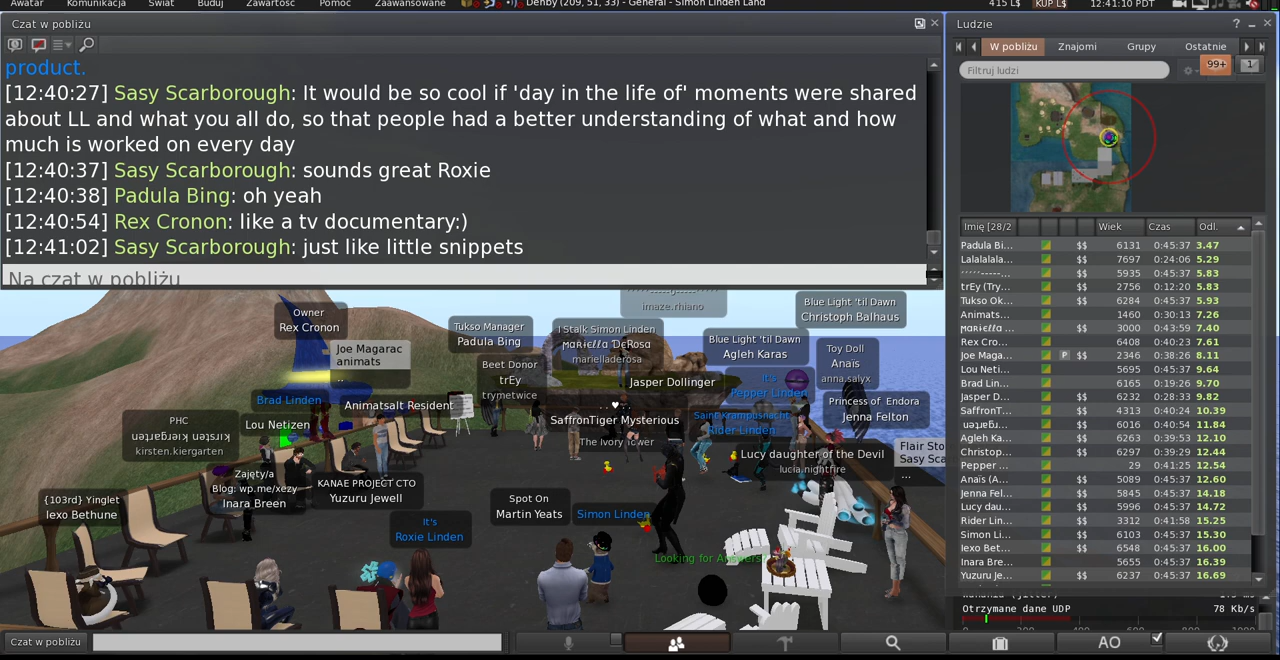 Awatar Komunikacja Świat Buduj Zawartość Pomoc Zaawansowane Denby (209, 51, 33) - General - Simon Linden Land 415 L$ KUP L$ 12:41:10 PDT
Czat w pobliżu
product.
[12:40:27] Sasy Scarborough: It would be so cool if 'day in the life of' moments were shared
about LL and what you all do, so that people had a better understanding of what and how
much is worked on every day
[12:40:37] Sasy Scarborough: sounds great Roxie
[12:40:38] Padula Bing: oh yeah
[12:40:54] Rex Cronon: like a tv documentary:)
[12:41:02] Sasy Scarborough: just like little snippets
Na czat w pobliżu
imaze.rhiano
Owner
Rex Cronon
Joe Magarac
animats
..
Tukso Manager
Padula Bing
I Stalk Simon Linden
marielladerosa
Blue Light 'til Dawn
Christoph Balhaus
Blue Light 'til Dawn
Agleh Karas
Toy Doll
Anaïs
anna.salyx
Beet Donor
trEy
trymetwice
Jasper Dollinger
It's
Pepper Linden
Princess of Endora
Jenna Felton
Brad Linden
Animatsalt Resident
Lou Netizen
SaffronTiger Mysterious
The Ivory Tower
Saint Krampusnacht
Rider Linden
PHC
kirsten.kiergarten
Lucy daughter of the Devil
lucia.nightfire
Flair Sto
Sasy Sca
...
Zajęty/a
Blog: wp.me/xezy
Inara Breen
KANAE PROJECT CTO
Yuzuru Jewell
{103rd} Yinglet
Iexo Bethune
Spot On
Martin Yeats
Simon Linden
It's
Roxie Linden
Looking for Answers
Czat w pobliżu
AO
Ludzie
W pobliżu Znajomi Grupy Ostatnie
Filtruj ludzi
99+
1
Imię [28/2 Wiek Czas Odl.
Padula Bi... $$ 6131 0:45:37 3.47
Lalalalala... $$ 7697 0:24:06 5.29
$$ 5935 0:45:37 5.83
trEy (Try... $$ 2756 0:12:20 5.83
Tukso Ok... $$ 6284 0:45:37 5.93
Animats... 1460 0:30:13 7.26
$$ 3000 0:43:59 7.40
Rex Cro... 6408 0:40:23 7.61
Joe Maga... P $$ 2346 0:38:26 8.11
Lou Neti... 5695 0:45:37 9.64
Brad Lin... 6165 0:19:26 9.70
Jasper D... $$ 6232 0:28:33 9.82
SaffronT... $$ 4313 0:40:24 10.39
$$ 6016 0:40:54 11.84
Agleh Ka... $$ 6263 0:39:53 12.10
Christop... $$ 6297 0:39:29 12.44
Pepper ... 29 0:41:25 12.54
Anaïs (A... $$ 5089 0:45:37 12.60
Jenna Fel... $$ 5845 0:45:37 14.18
Lucy dau... $$ 5996 0:45:37 14.72
Rider Lin... $$ 3312 0:41:58 15.25
Simon Li... $$ 6103 0:45:37 15.30
Iexo Bet... $$ 6548 0:45:37 16.00
Inara Bre... 5655 0:45:37 16.39
Yuzuru Je... $$ 6237 0:45:37 16.69
Otrzymane dane UDP 78 Kb/s